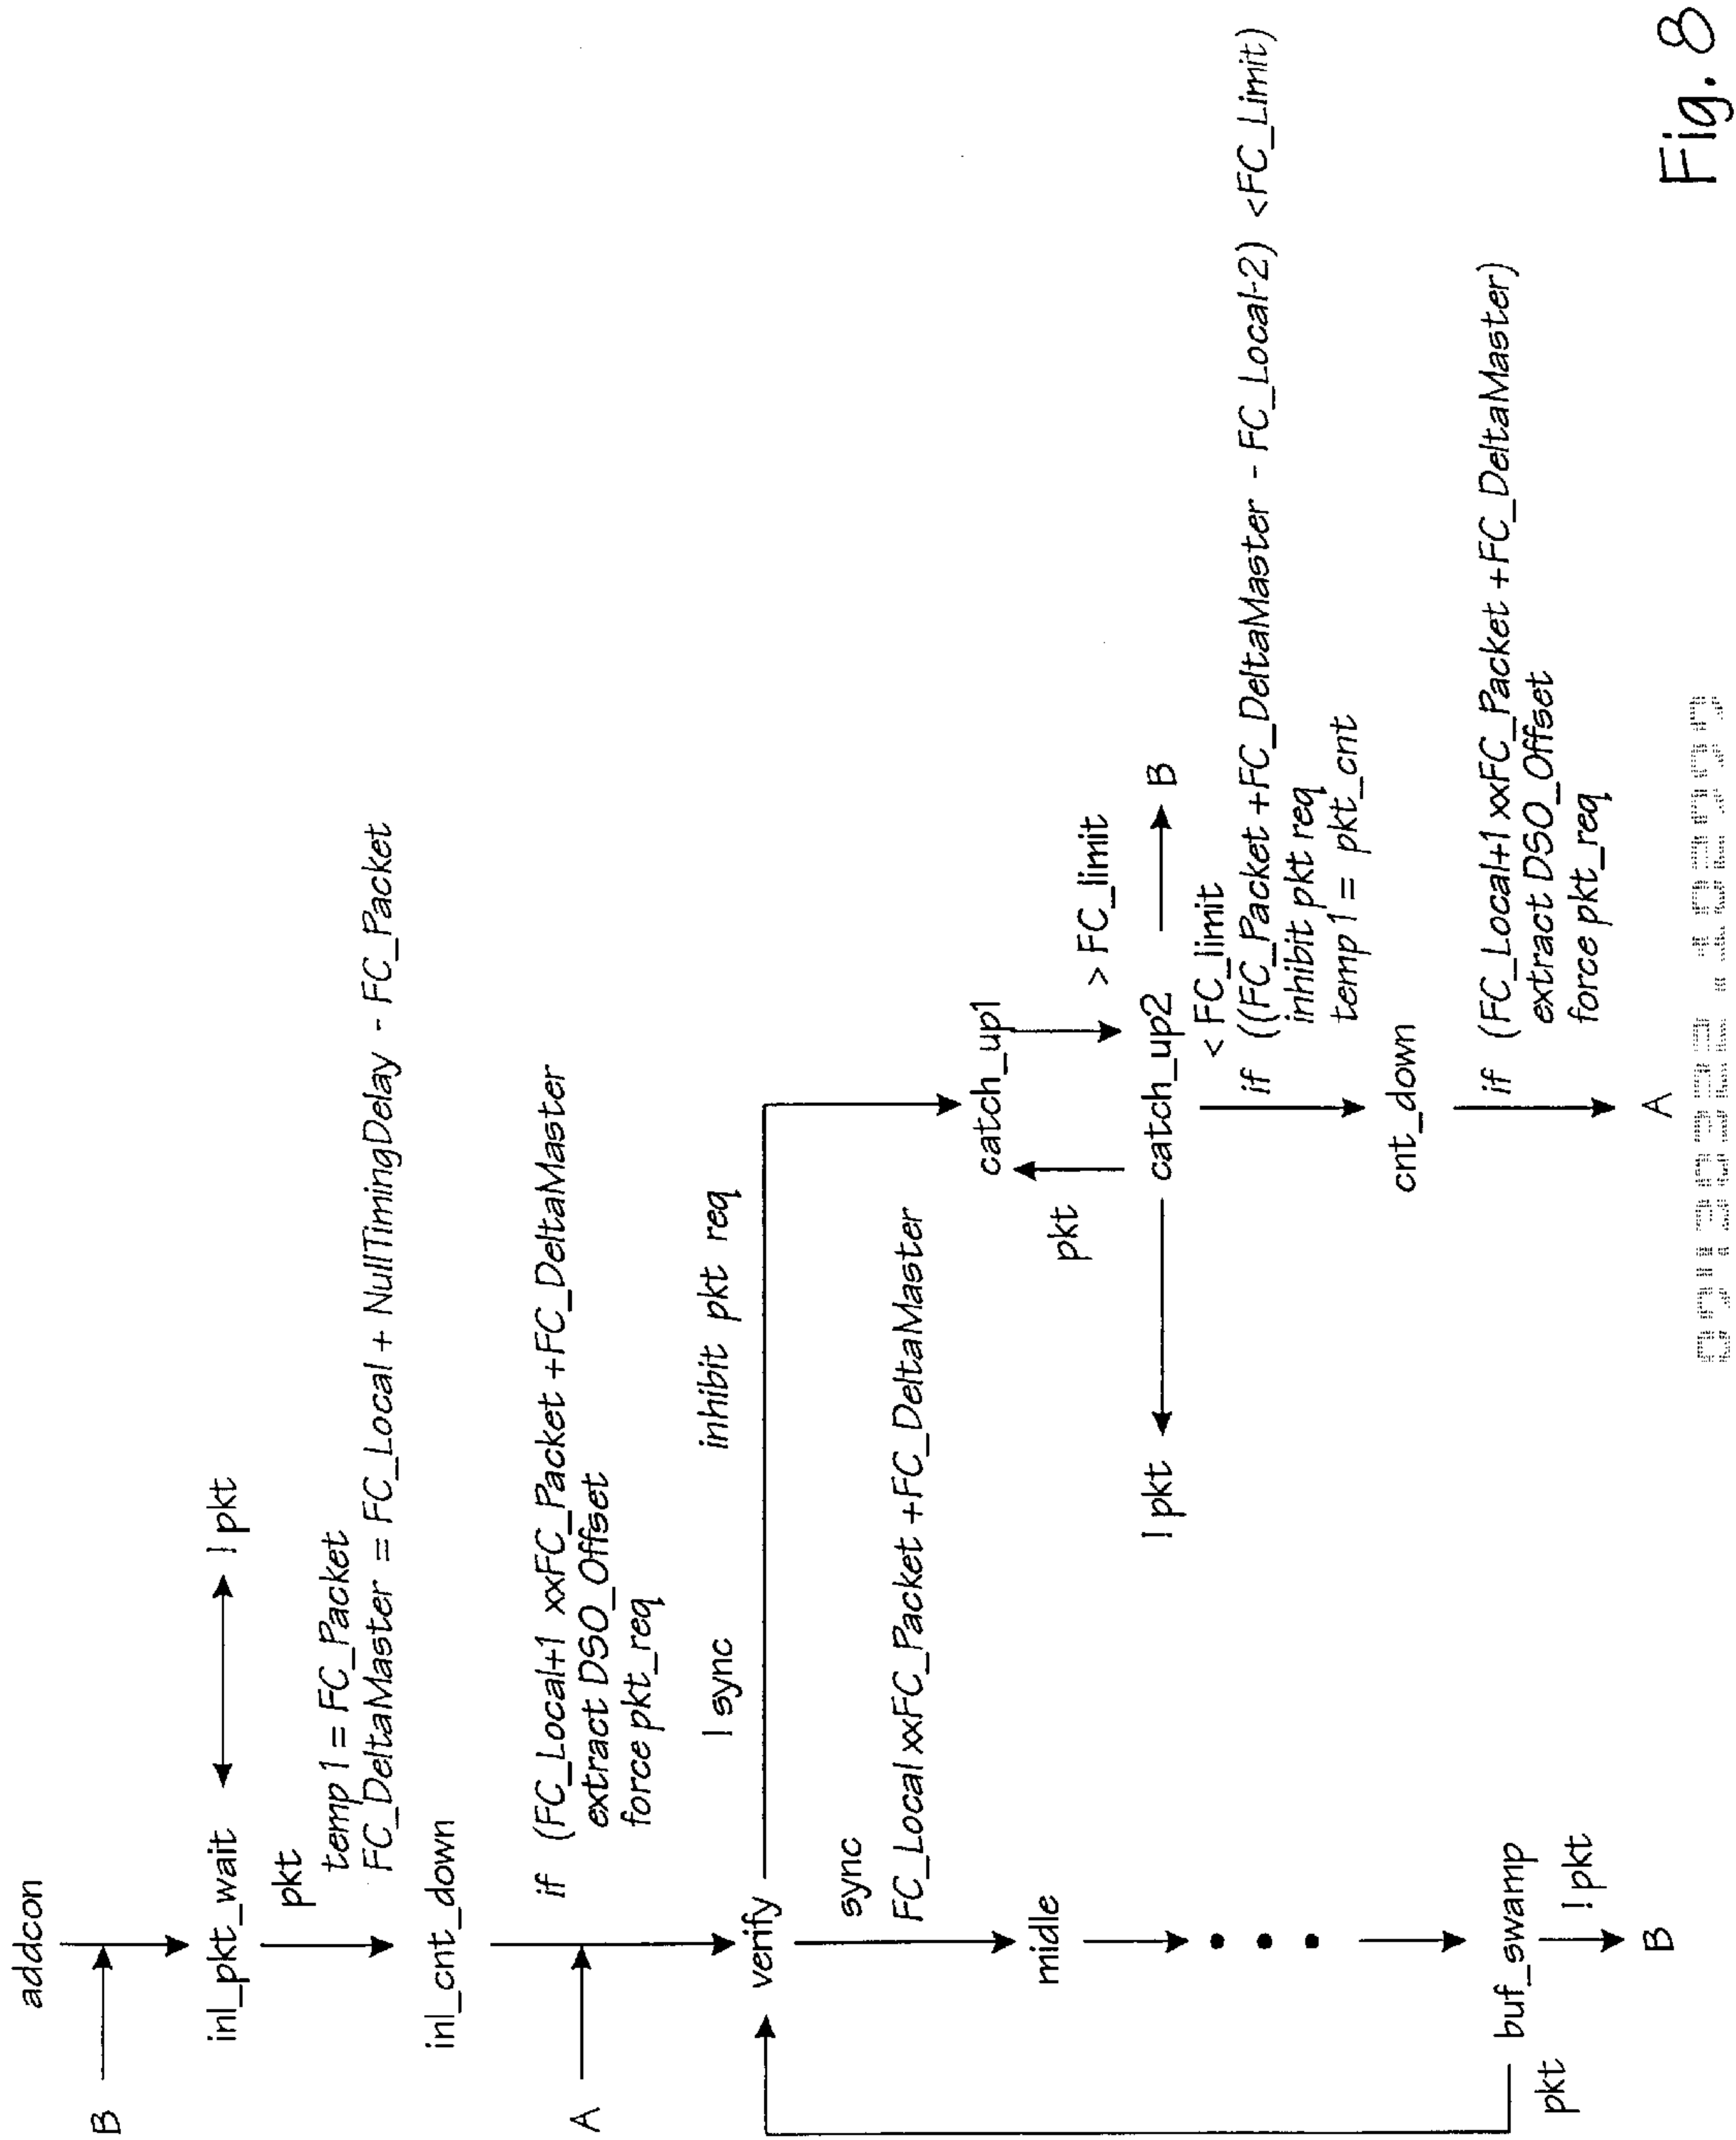 addcon
B
inl_pkt_wait
! pkt
pkt
temp 1 = FC_Packet
FC_DeltaMaster = FC_Local + NullTimingDelay - FC_Packet
inl_cnt_down
if (FC_Local+1 xxFC_Packet +FC_DeltaMaster
extract DSO_Offset
force pkt_req
A
verify
! sync
inhibit pkt req
sync
FC_Local xxFC_Packet +FC_DeltaMaster
midle
buf_swamp
pkt
! pkt
B
catch_up1
pkt
> FC_limit
! pkt
catch_up2
B
< FC_limit
if ((FC_Packet +FC_DeltaMaster - FC_Local-2) <FC_Limit)
inhibit pkt req
temp 1 = pkt_cnt
cnt_down
if (FC_Local+1 xxFC_Packet +FC_DeltaMaster)
extract DSO_Offset
force pkt_req
A
Fig. 8